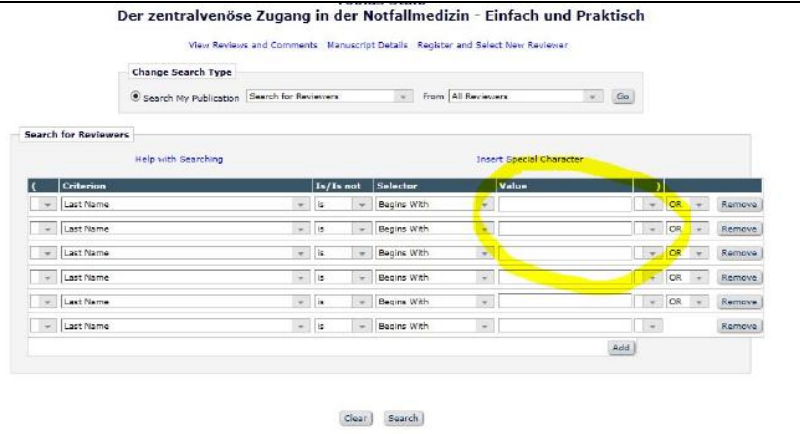 Der zentralvenöse Zugang in der Notfallmedizin - Einfach und Praktisch
View Reviews and Comments Manuscript Details Register and Select New Reviewer
Change Search Type
Search My Publication Search for Reviewers From All Reviewers Go
Search for Reviewers
Help with Searching Insert Special Character
( Criterion Is/Is not Selector Value )
Last Name is Begins With OR Remove
Last Name is Begins With OR Remove
Last Name is Begins With OR Remove
Last Name is Begins With OR Remove
Last Name is Begins With OR Remove
Last Name is Begins With Remove
Add
Clear Search